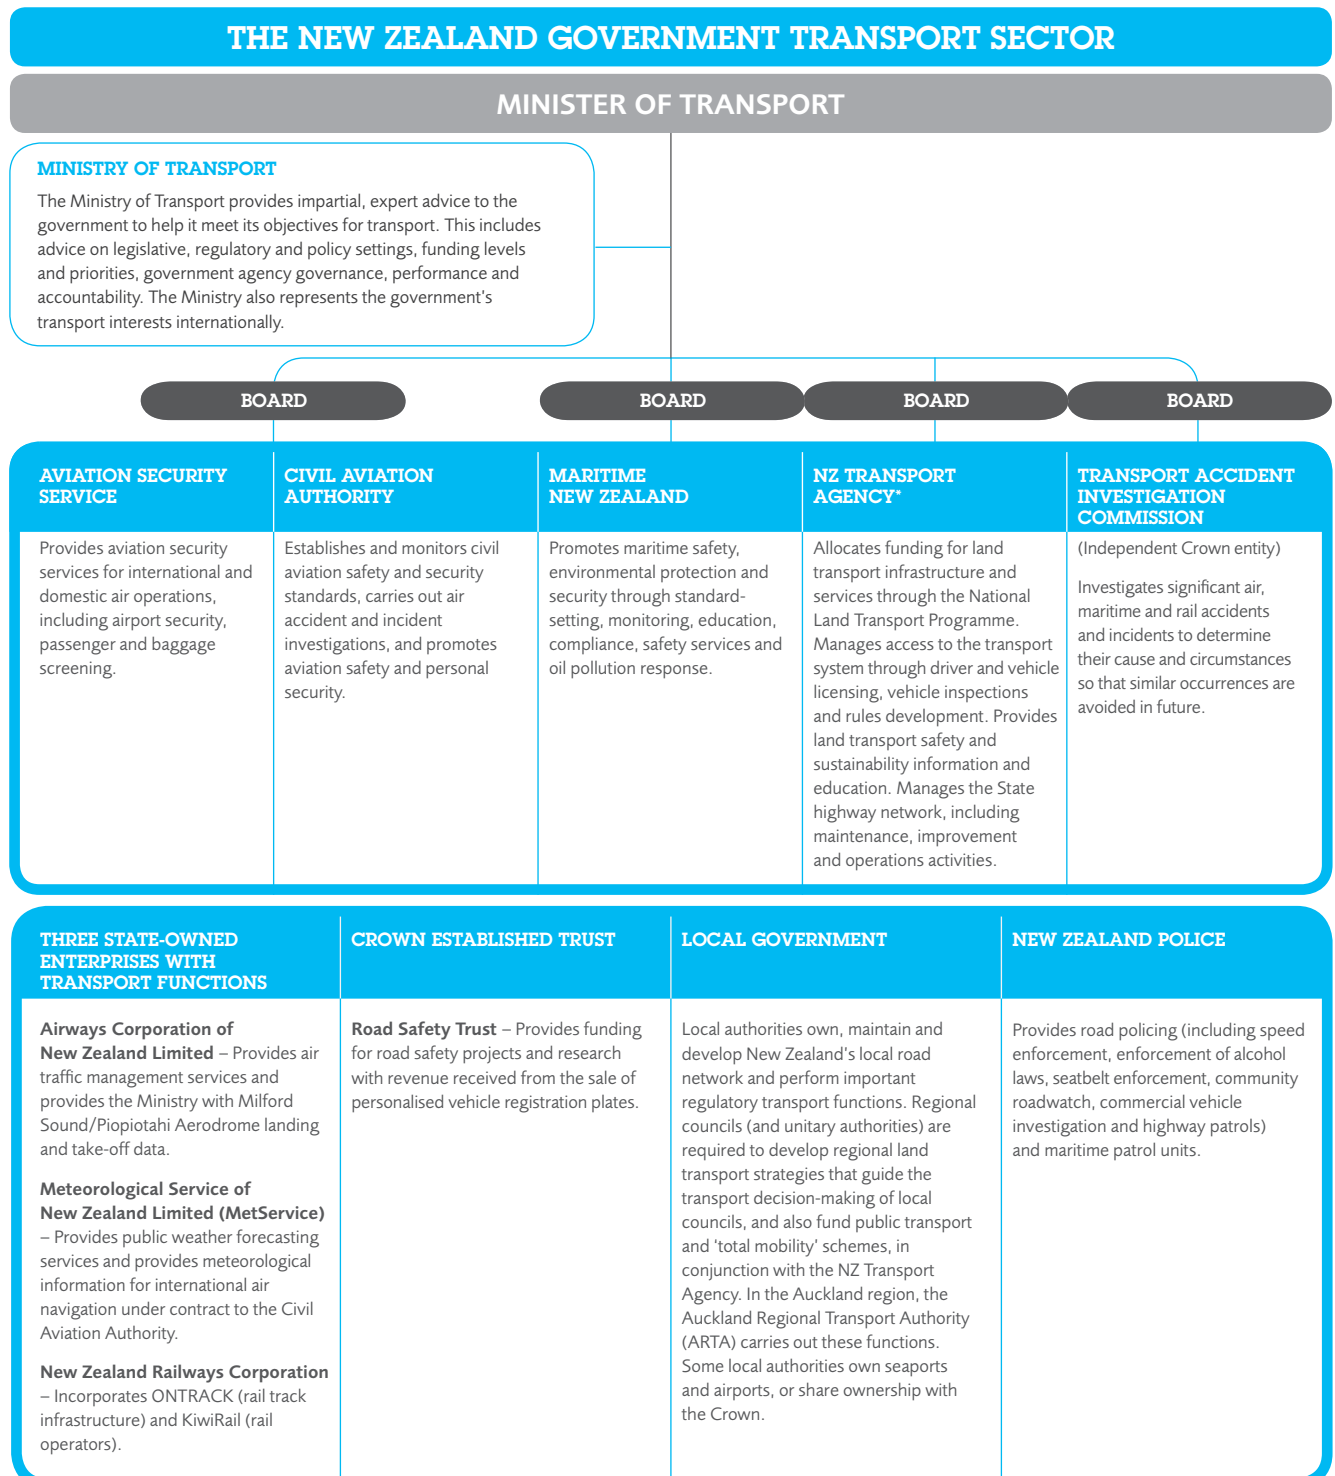 THE NEW ZEALAND GOVERNMENT TRANSPORT SECTOR
MINISTER OF TRANSPORT
MINISTRY OF TRANSPORT
The Ministry of Transport provides impartial, expert advice to the
government to help it meet its objectives for transport. This includes
advice on legislative, regulatory and policy settings, funding levels
and priorities, government agency governance, performance and
accountability. The Ministry also represents the government's
transport interests internationally.
BOARD
BOARD
BOARD
BOARD
AVIATION SECURITY
SERVICE
Provides aviation security
services for international and
domestic air operations,
including airport security,
passenger and baggage
screening.
CIVIL AVIATION
AUTHORITY
Establishes and monitors civil
aviation safety and security
standards, carries out air
accident and incident
investigations, and promotes
aviation safety and personal
security.
MARITIME
NEW ZEALAND
Promotes maritime safety,
environmental protection and
security through standard-
setting, monitoring, education,
compliance, safety services and
oil pollution response.
NZ TRANSPORT
AGENCY*
Allocates funding for land
transport infrastructure and
services through the National
Land Transport Programme.
Manages access to the transport
system through driver and vehicle
licensing, vehicle inspections
and rules development. Provides
land transport safety and
sustainability information and
education. Manages the State
highway network, including
maintenance, improvement
and operations activities.
TRANSPORT ACCIDENT
INVESTIGATION
COMMISSION
(Independent Crown entity)
Investigates significant air,
maritime and rail accidents
and incidents to determine
their cause and circumstances
so that similar occurrences are
avoided in future.
THREE STATE-OWNED
ENTERPRISES WITH
TRANSPORT FUNCTIONS
Airways Corporation of
New Zealand Limited – Provides air
traffic management services and
provides the Ministry with Milford
Sound/Piopiotahi Aerodrome landing
and take-off data.
Meteorological Service of
New Zealand Limited (MetService)
– Provides public weather forecasting
services and provides meteorological
information for international air
navigation under contract to the Civil
Aviation Authority.
New Zealand Railways Corporation
– Incorporates ONTRACK (rail track
infrastructure) and KiwiRail (rail
operators).
CROWN ESTABLISHED TRUST
Road Safety Trust – Provides funding
for road safety projects and research
with revenue received from the sale of
personalised vehicle registration plates.
LOCAL GOVERNMENT
Local authorities own, maintain and
develop New Zealand's local road
network and perform important
regulatory transport functions. Regional
councils (and unitary authorities) are
required to develop regional land
transport strategies that guide the
transport decision-making of local
councils, and also fund public transport
and 'total mobility' schemes, in
conjunction with the NZ Transport
Agency. In the Auckland region, the
Auckland Regional Transport Authority
(ARTA) carries out these functions.
Some local authorities own seaports
and airports, or share ownership with
the Crown.
NEW ZEALAND POLICE
Provides road policing (including speed
enforcement, enforcement of alcohol
laws, seatbelt enforcement, community
roadwatch, commercial vehicle
investigation and highway patrols)
and maritime patrol units.